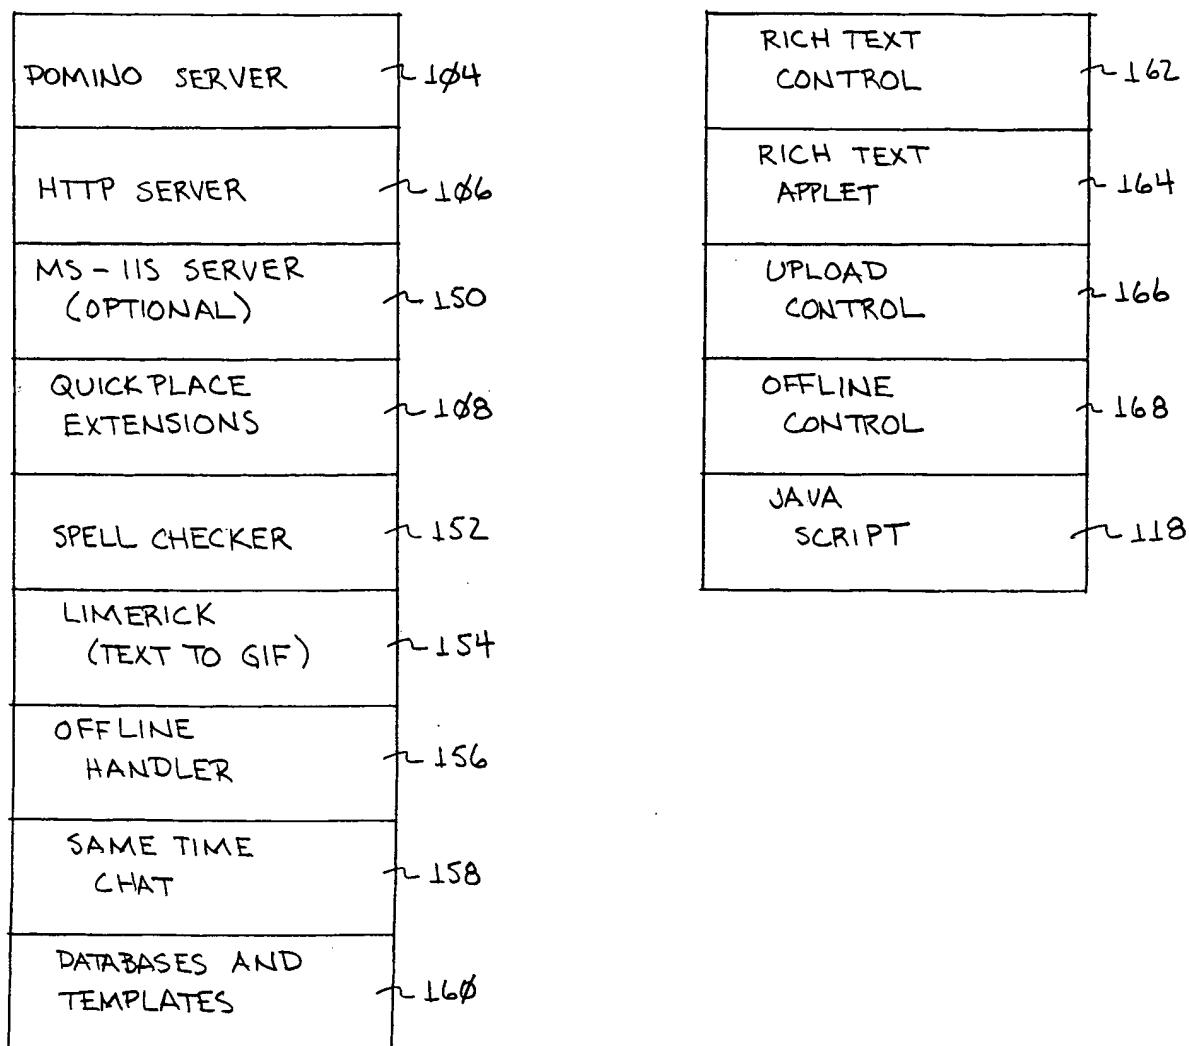 DOMINO SERVER
104
HTTP SERVER
106
MS-IIS SERVER
(OPTIONAL)
150
QUICKPLACE
EXTENSIONS
108
SPELL CHECKER
152
LIMERICK
(TEXT TO GIF)
154
OFFLINE
HANDLER
156
SAME TIME
CHAT
158
DATABASES AND
TEMPLATES
160
RICH TEXT
CONTROL
162
RICH TEXT
APPLET
164
UPLOAD
CONTROL
166
OFFLINE
CONTROL
168
JAVA
SCRIPT
118